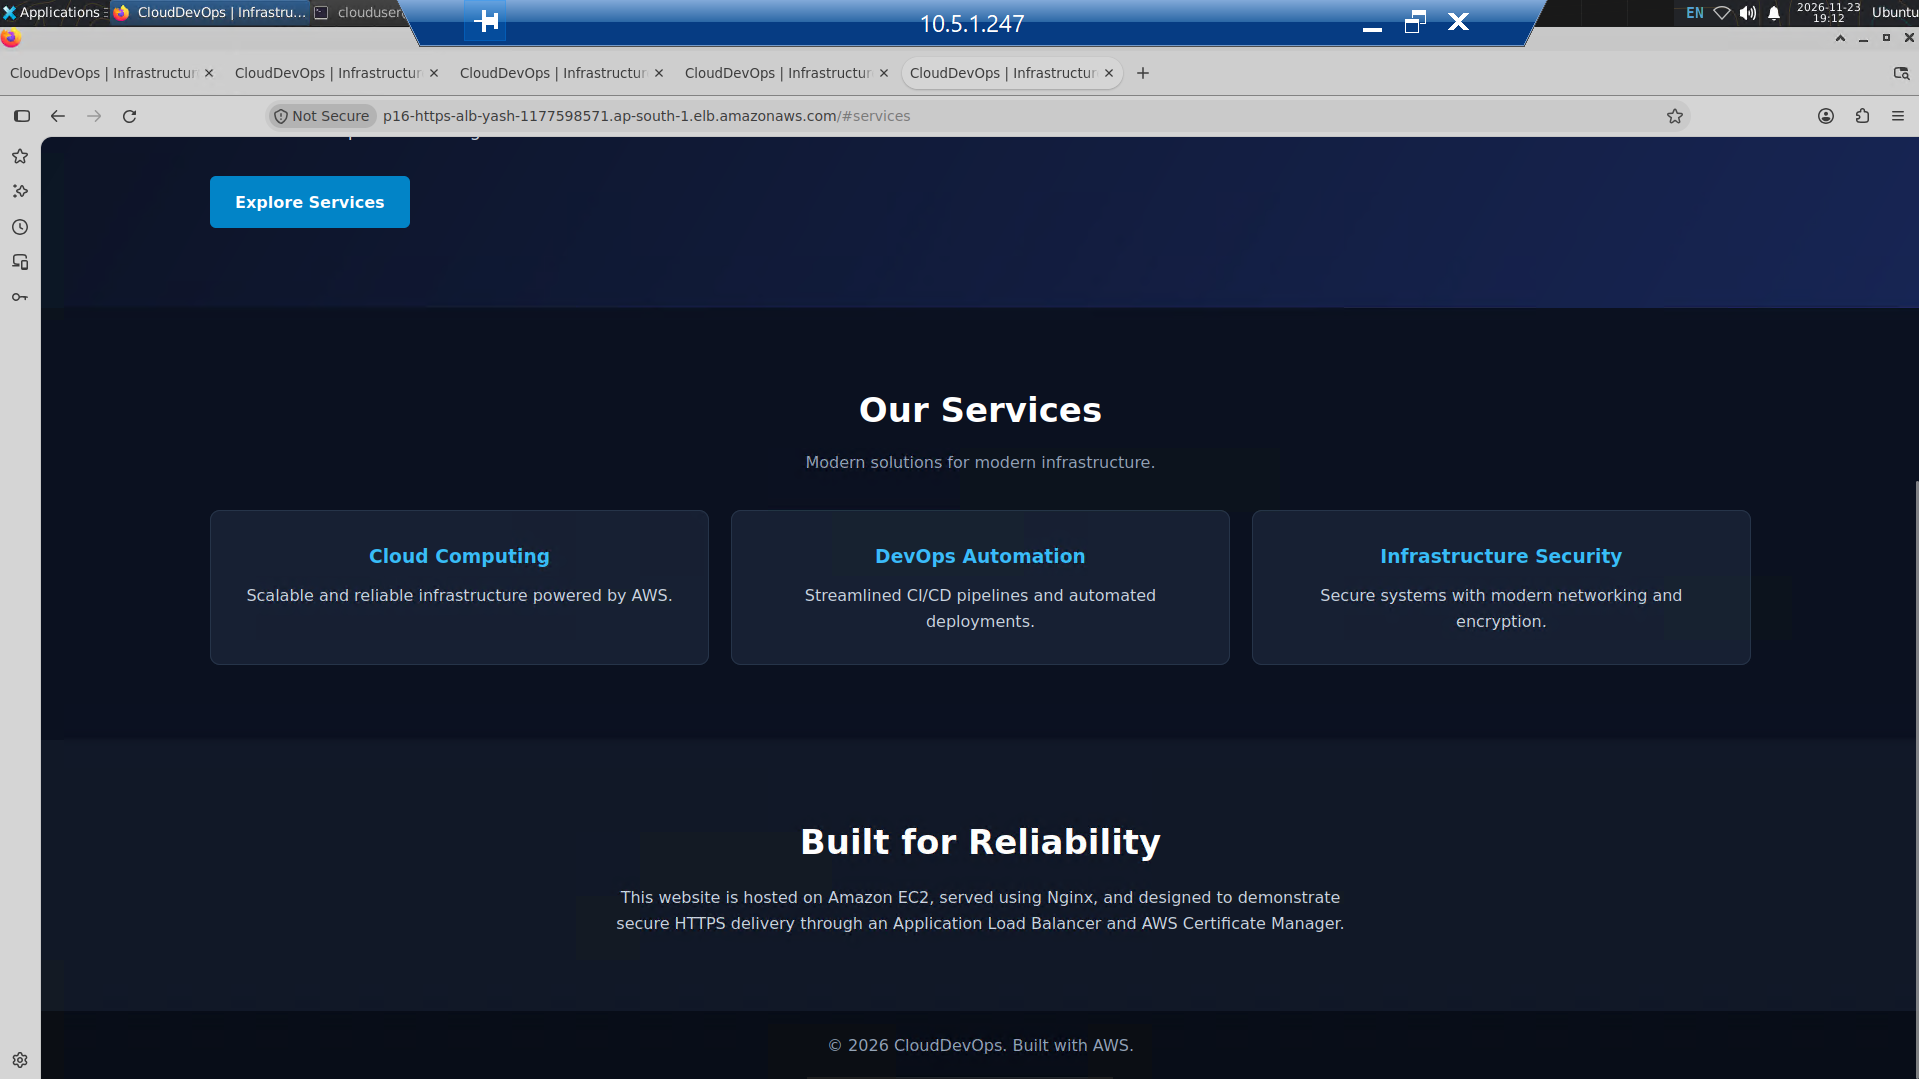 Applications
CloudDevOps | Infrastru...
clouduser
10.5.1.247
EN
2026-11-23
19:12
Ubuntu
CloudDevOps | Infrastructur
CloudDevOps | Infrastructur
CloudDevOps | Infrastructur
CloudDevOps | Infrastructur
CloudDevOps | Infrastructur
Not Secure
p16-https-alb-yash-1177598571.ap-south-1.elb.amazonaws.com/#services
Explore Services
Our Services
Modern solutions for modern infrastructure.
Cloud Computing
Scalable and reliable infrastructure powered by AWS.
DevOps Automation
Streamlined CI/CD pipelines and automated
deployments.
Infrastructure Security
Secure systems with modern networking and
encryption.
Built for Reliability
This website is hosted on Amazon EC2, served using Nginx, and designed to demonstrate
secure HTTPS delivery through an Application Load Balancer and AWS Certificate Manager.
© 2026 CloudDevOps. Built with AWS.